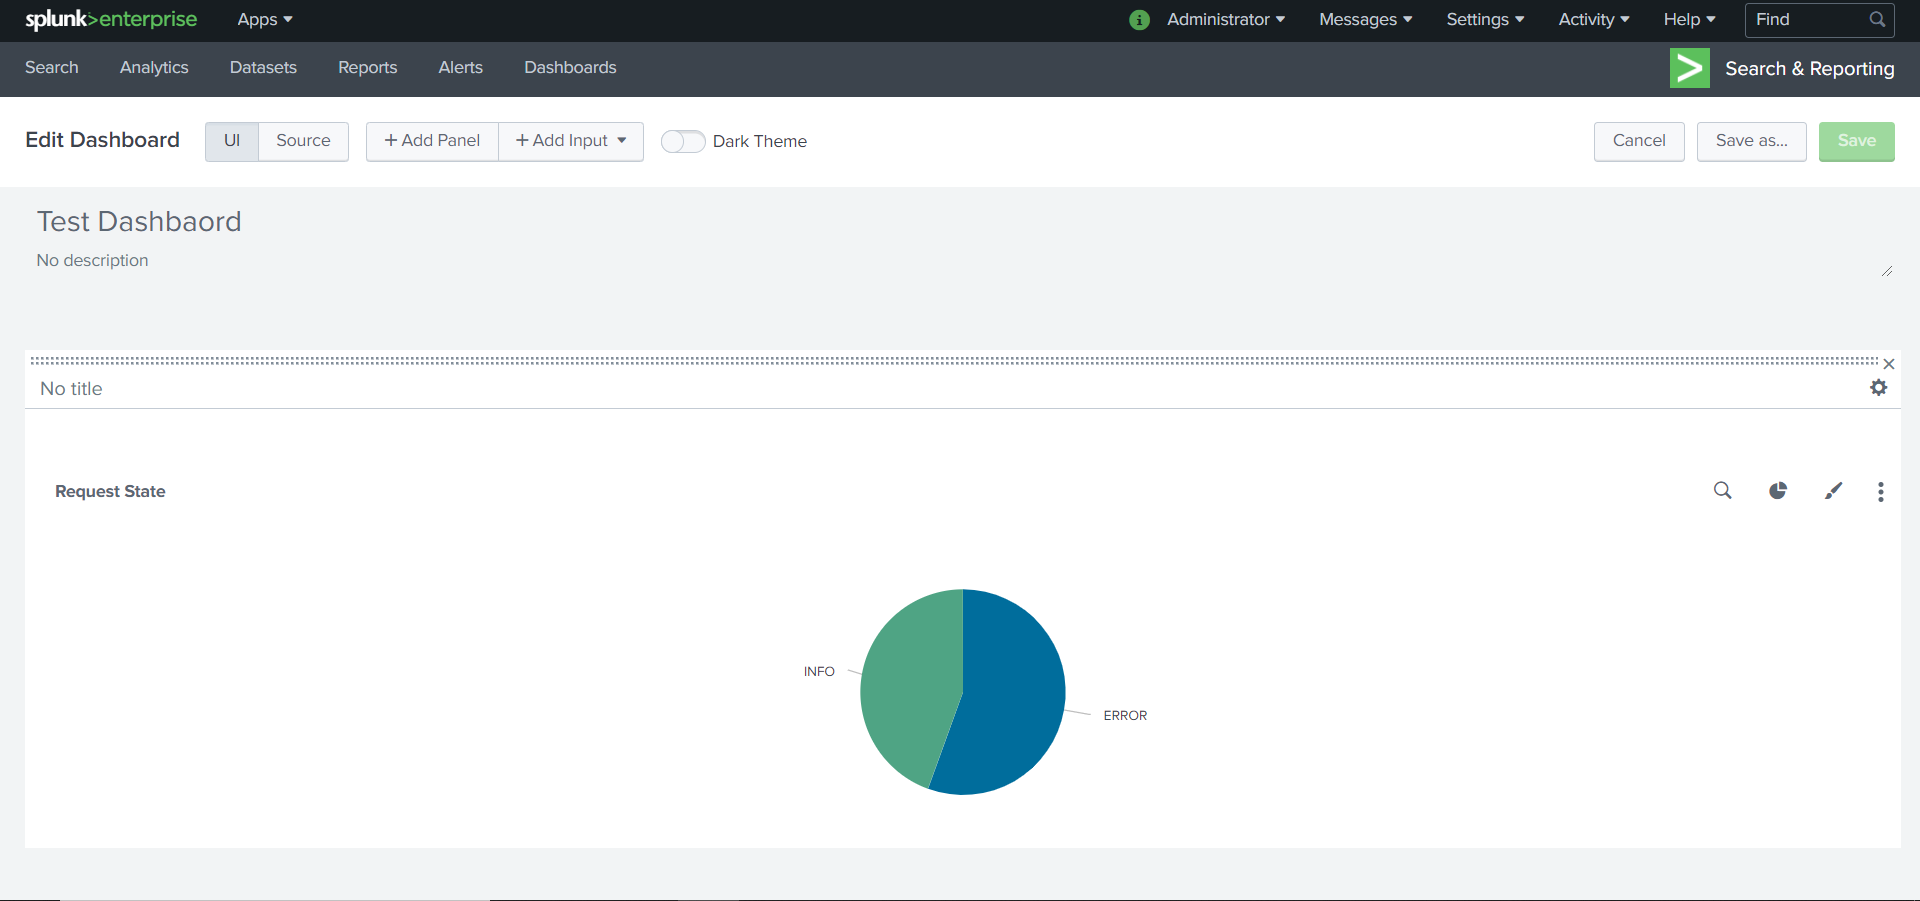 splunk>enterprise Apps Administrator Messages Settings Activity Help Find
Search Analytics Datasets Reports Alerts Dashboards Search & Reporting
Edit Dashboard UI Source + Add Panel + Add Input Dark Theme Cancel Save as... Save
Test Dashbaord
No description
No title
Request State
INFO
ERROR